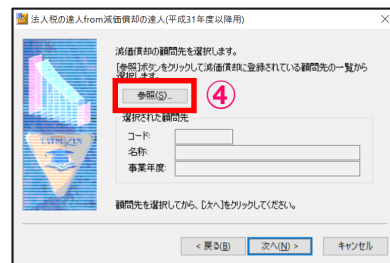 法人税の達人from減価償却の達人(平成31年度以降用)
減価償却の顧問先を選択します。
[参照]ボタンをクリックして減価償却に登録されている顧問先の一覧から
選択します。
参照(S)...
④
選択された顧問先
コード:
名称:
事業年度:
顧問先を選択してから、[次へ]をクリックしてください。
< 戻る(B)
次へ(N) >
キャンセル